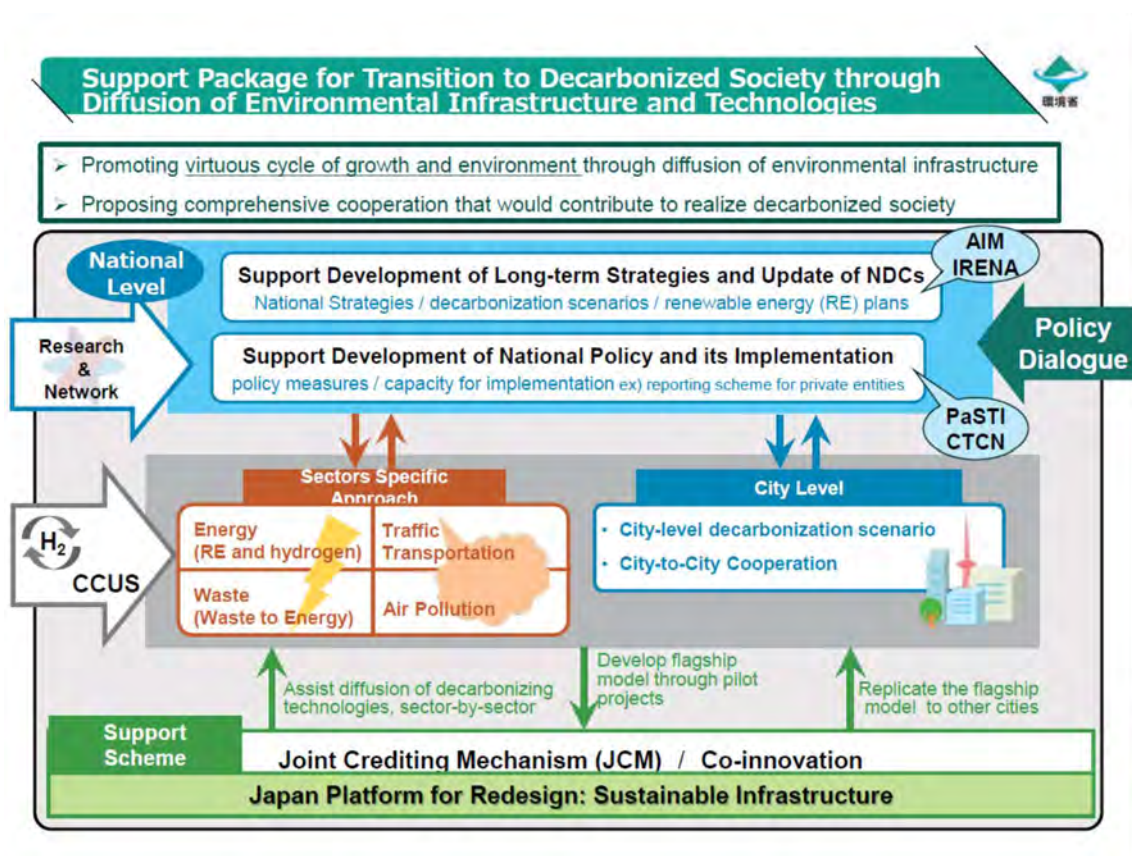 Support Package for Transition to Decarbonized Society through
Diffusion of Environmental Infrastructure and Technologies
環境省
➢ Promoting virtuous cycle of growth and environment through diffusion of environmental infrastructure
➢ Proposing comprehensive cooperation that would contribute to realize decarbonized society
National
Level
AIM
IRENA
Support Development of Long-term Strategies and Update of NDCs
National Strategies / decarbonization scenarios / renewable energy (RE) plans
Research
&
Network
Policy
Dialogue
Support Development of National Policy and its Implementation
policy measures / capacity for implementation ex) reporting scheme for private entities
PaSTI
CTCN
Sectors Specific
Approach
City Level
H2
CCUS
Energy
(RE and hydrogen)
Traffic
Transportation
Waste
(Waste to Energy)
Air Pollution
• City-level decarbonization scenario
• City-to-City Cooperation
Assist diffusion of decarbonizing
technologies, sector-by-sector
Develop flagship
model through pilot
projects
Replicate the flagship
model to other cities
Support
Scheme
Joint Crediting Mechanism (JCM) / Co-innovation
Japan Platform for Redesign: Sustainable Infrastructure